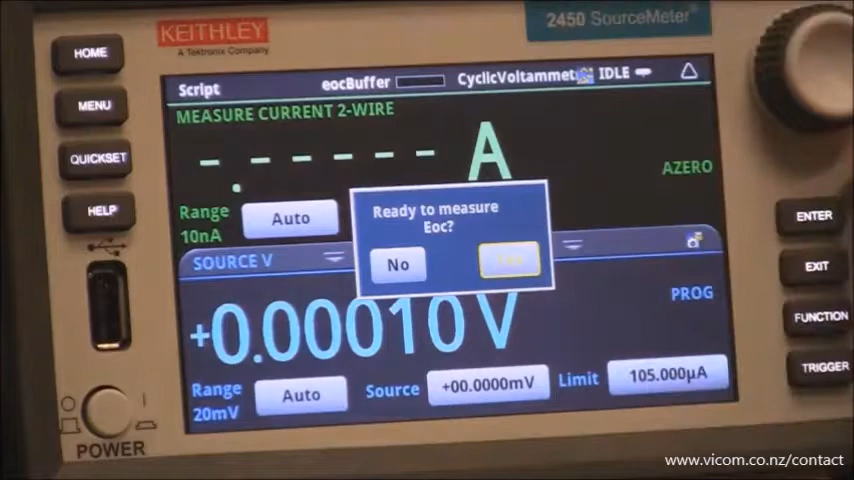 KEITHLEY
A Tektronix Company
2450 SourceMeter®
HOME
MENU
QUICKSET
HELP
POWER
Script
eocBuffer
CyclicVoltammet
IDLE
MEASURE CURRENT 2-WIRE
-.----- A
AZERO
Range
10nA
Auto
Ready to measure
Eoc?
No
SOURCE V
+0.00010 V
PROG
Range
20mV
Auto
Source
+00.0000mV
Limit
105.000µA
ENTER
EXIT
FUNCTION
TRIGGER
www.vicom.co.nz/contact